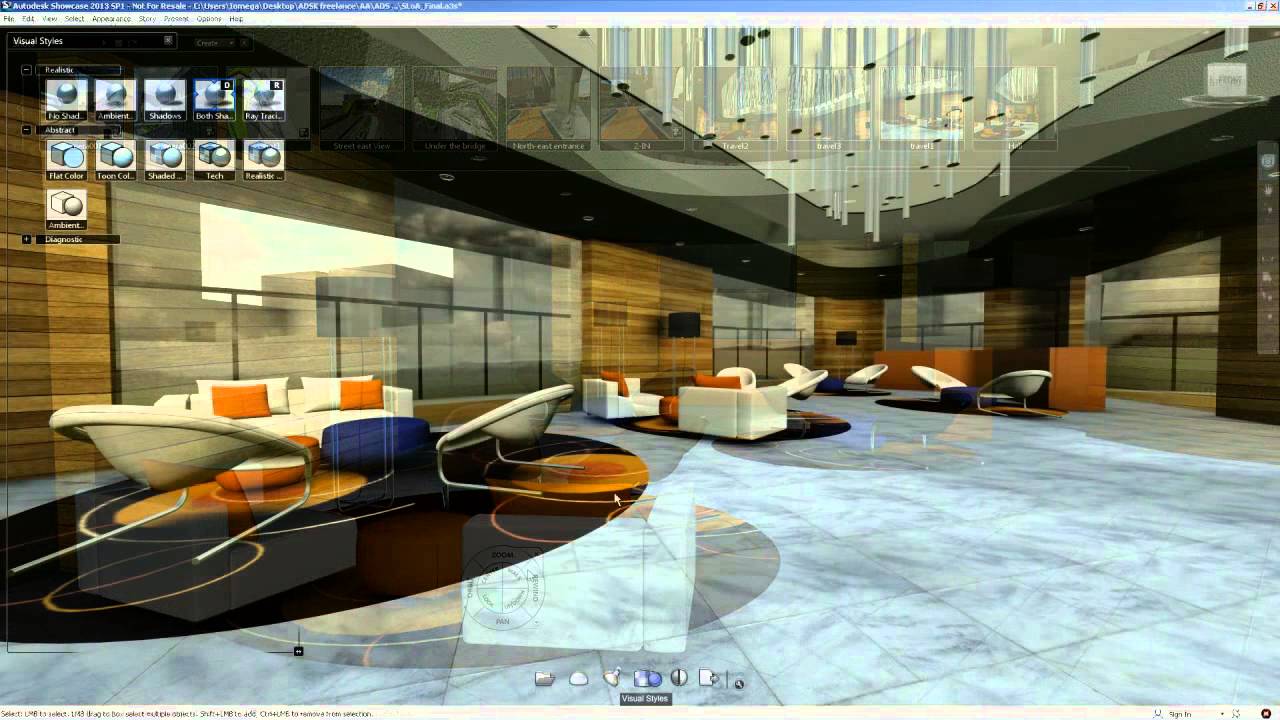 Autodesk Showcase 2013 SP1 - Not For Resale - C:\Users\Iomega\Desktop\ADSK freelance\AA\ADS ...\SLoA_Final.a3s*
File Edit View Select Appearance Story Present Options Help
Visual Styles
Create
Realistic
No Shad... Ambient... Shadows Both Sha... Ray Traci...
D R
Street east View Under the bridge North-east entrance Z-IN Travel2 travel3 travel1 Hall
FRONT
Abstract
Flat Color Toon Col... Shaded ... Tech Realistic ...
Ambient...
Diagnostic
ZOOM
REWIND
PAN
Visual Styles
Select: LMB to select. LMB drag to box select multiple objects. Shift+LMB to add. Ctrl+LMB to remove from selection.
Sign In